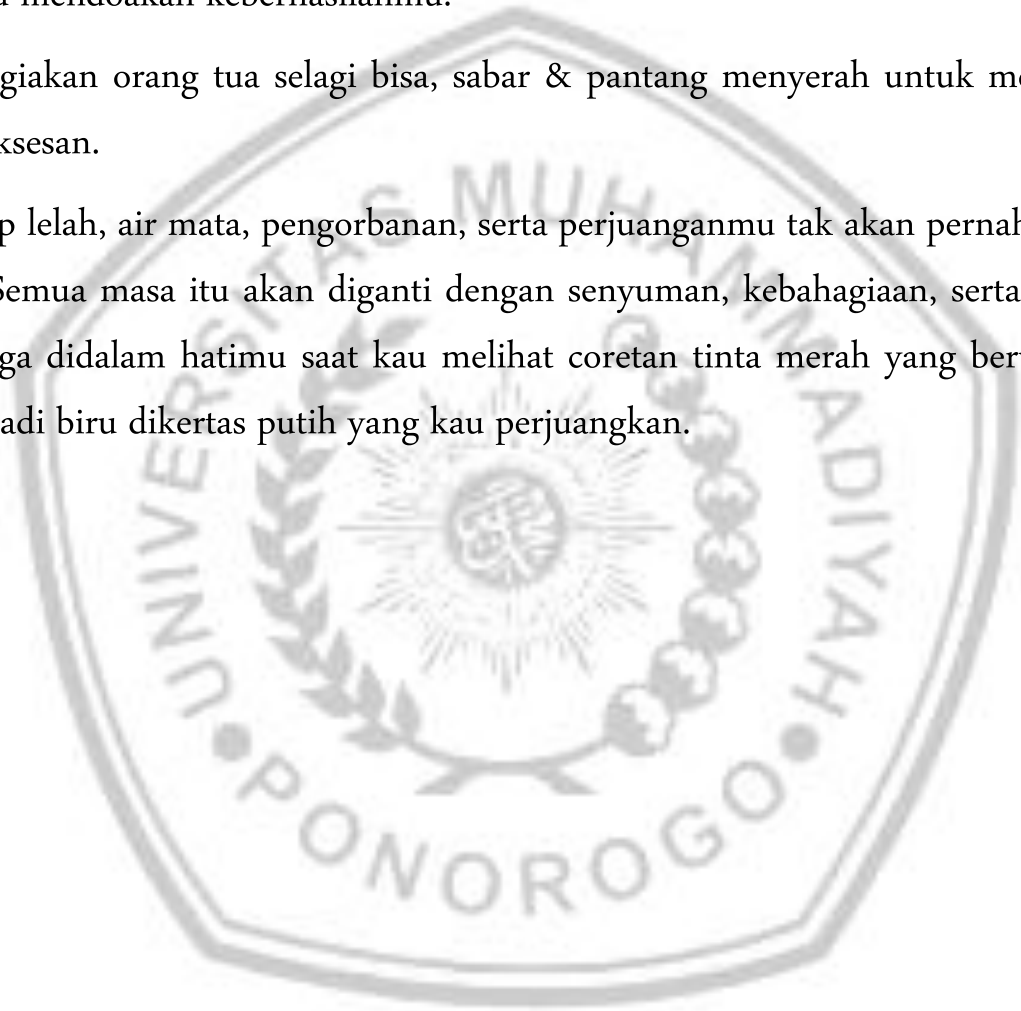 mendoakan keberhasilanmu.
giakan orang tua selagi bisa, sabar & pantang menyerah untuk m
ksesan.
p lelah, air mata, pengorbanan, serta perjuanganmu tak akan pernah
Semua masa itu akan diganti dengan senyuman, kebahagiaan, serta
ga didalam hatimu saat kau melihat coretan tinta merah yang ber
adi biru dikertas putih yang kau perjuangkan.
UNIVERSITAS MUHAMMADIYAH
PONOROGO